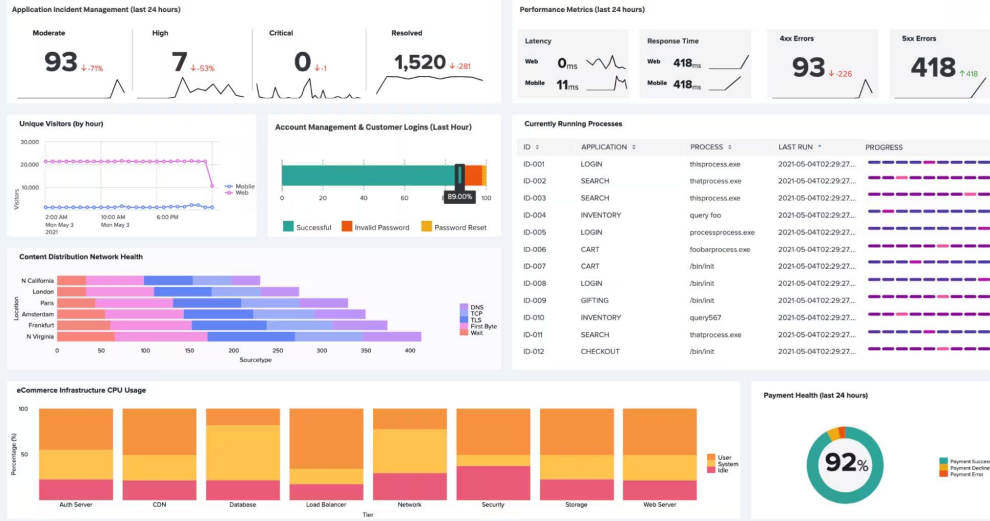 Application Incident Management (last 24 hours)
Moderate
93 ↓-71%
High
7 ↓-53%
Critical
0 ↓-1
Resolved
1,520 ↓-281
Performance Metrics (last 24 hours)
Latency
Web 0ms
Mobile 11ms
Response Time
Web 418ms
Mobile 418ms
4xx Errors
93 ↓-226
5xx Errors
418 ↑418
Unique Visitors (by hour)
Visitors
30,000
20,000
10,000
2:00 AM
Mon May 3
2021
10:00 AM
Mon May 3
6:00 PM
Mobile
Web
Account Management & Customer Logins (Last Hour)
0 20 40 60 100
89.00%
Successful Invalid Password Password Reset
Currently Running Processes
ID APPLICATION PROCESS LAST RUN PROGRESS
ID-001 LOGIN thisprocess.exe 2021-05-04T02:29:27...
ID-002 SEARCH thatprocess.exe 2021-05-04T02:29:27...
ID-003 SEARCH thisprocess.exe 2021-05-04T02:29:27...
ID-004 INVENTORY query foo 2021-05-04T02:29:27...
ID-005 LOGIN processprocess.exe 2021-05-04T02:29:27...
ID-006 CART foobarprocess.exe 2021-05-04T02:29:27...
ID-007 CART /bin/init 2021-05-04T02:29:27...
ID-008 LOGIN /bin/init 2021-05-04T02:29:27...
ID-009 GIFTING /bin/init 2021-05-04T02:29:27...
ID-010 INVENTORY query567 2021-05-04T02:29:27...
ID-011 SEARCH thatprocess.exe 2021-05-04T02:29:27...
ID-012 CHECKOUT /bin/init 2021-05-04T02:29:27...
Content Distribution Network Health
Location
N California
London
Paris
Amsterdam
Frankfurt
N Virginia
0 50 100 150 200 250 300 350 400
Sourcetype
DNS
TCP
TLS
First Byte
Wait
eCommerce Infrastructure CPU Usage
Percentage (%)
100
50
Auth Server CDN Database Load Balancer Network Security Storage Web Server
Tier
User
System
Idle
Payment Health (last 24 hours)
92%
Payment Success
Payment Declined
Payment Error